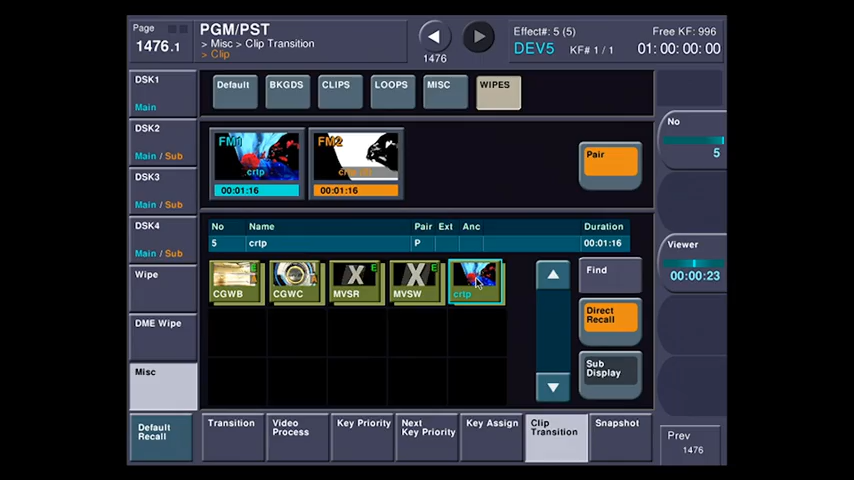 Page
1476.1
PGM/PST
> Misc > Clip Transition
> Clip
1476
Effect#: 5 (5)
DEV5
KF# 1 / 1
Free KF: 996
01: 00: 00: 00
DSK1
Main
DSK2
Main / Sub
DSK3
Main / Sub
DSK4
Main / Sub
Wipe
DME Wipe
Misc
Default
Recall
Default
BKGDS
CLIPS
LOOPS
MISC
WIPES
FM1
crtp
00:01:16
FM2
00:01:16
Pair
No
5
No Name Pair Ext Anc Duration
5 crtp P 00:01:16
Viewer
00:00:23
E
A
CGWB
A
CGWC
X
E
MVSR
X
E
MVSW
crtp
Find
Direct
Recall
Sub
Display
Transition
Video
Process
Key Priority
Next
Key Priority
Key Assign
Clip
Transition
Snapshot
Prev
1476